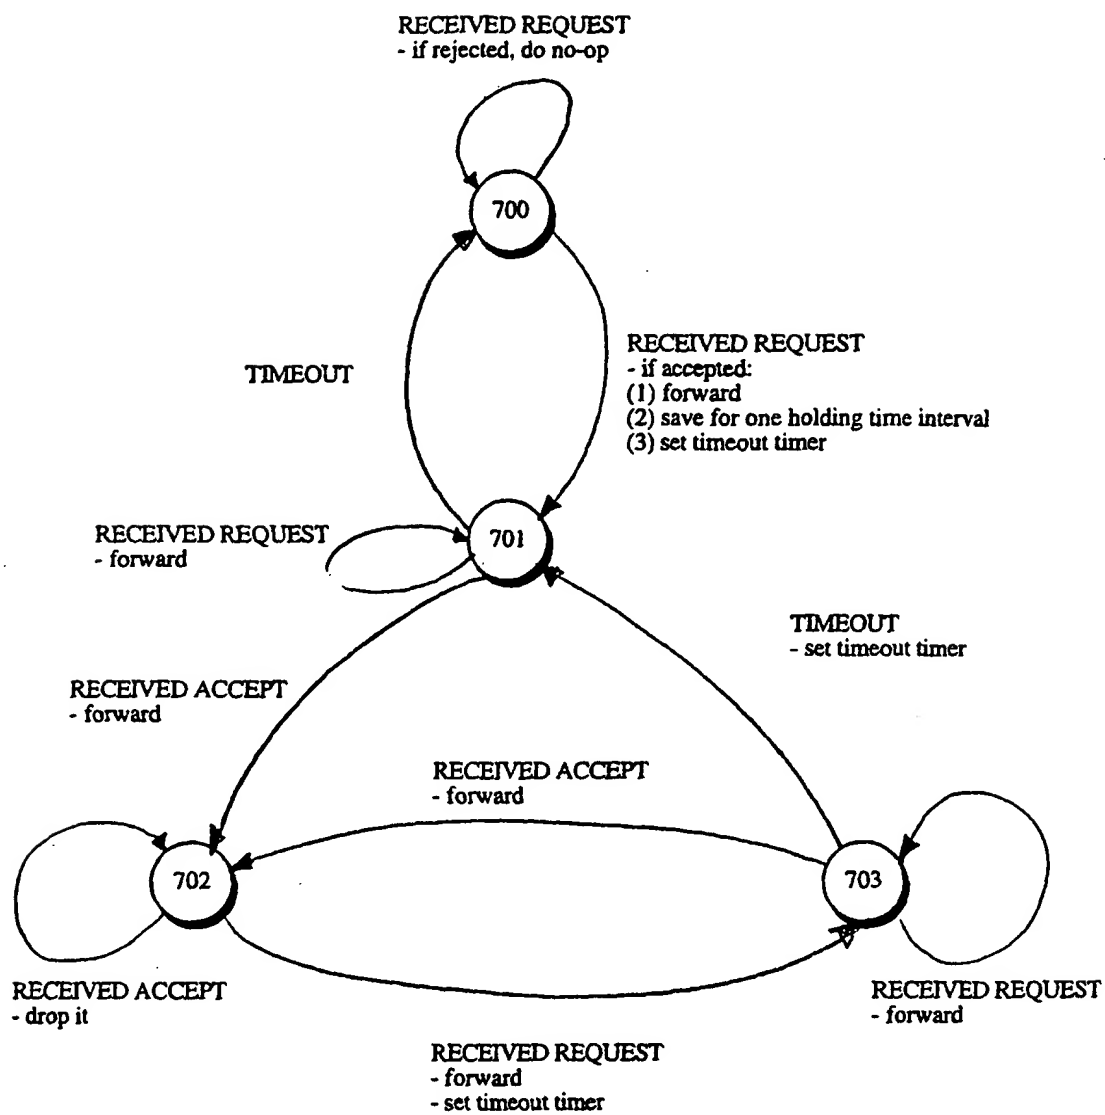 RECEIVED REQUEST
- if rejected, do no-op
700
TIMEOUT
RECEIVED REQUEST
- if accepted:
(1) forward
(2) save for one holding time interval
(3) set timeout timer
RECEIVED REQUEST
- forward
701
TIMEOUT
- set timeout timer
RECEIVED ACCEPT
- forward
RECEIVED ACCEPT
- forward
702
703
RECEIVED ACCEPT
- drop it
RECEIVED REQUEST
- forward
RECEIVED REQUEST
- forward
- set timeout timer